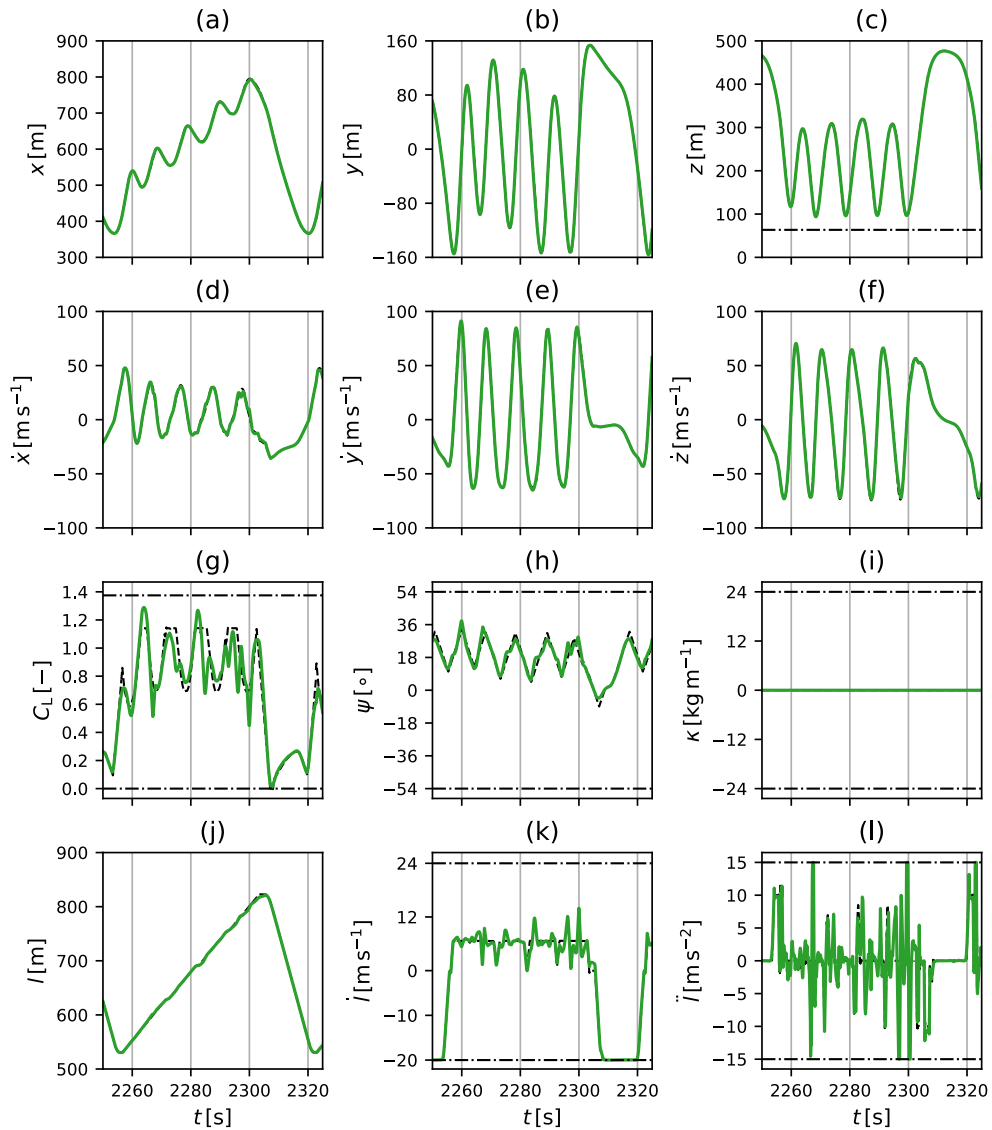 (a) (b) (c)
900 160 500
800 80 400
700 300
600 0 200
500 −80 100
400
300 −160 0
x [m] y [m] z [m]
(d) (e) (f)
100 100 100
50 50 50
0 0 0
−50 −50 −50
−100 −100 −100
ẋ [m s⁻¹] ẏ [m s⁻¹] ż [m s⁻¹]
(g) (h) (i)
1.4 54 24
1.2 36 12
1.0 18
0.8 0 0
0.6 −18
0.4 −36 −12
0.2
0.0 −54 −24
C_L [−] ψ [∘] κ [kg m⁻¹]
(j) (k) (l)
900 24 15
800 12 10
700 5
0 0
600 −10 −5
−10
500 −20 −15
l [m] l̇ [m s⁻¹] l̈ [m s⁻²]
2260 2280 2300 2320 2260 2280 2300 2320 2260 2280 2300 2320
t [s] t [s] t [s]